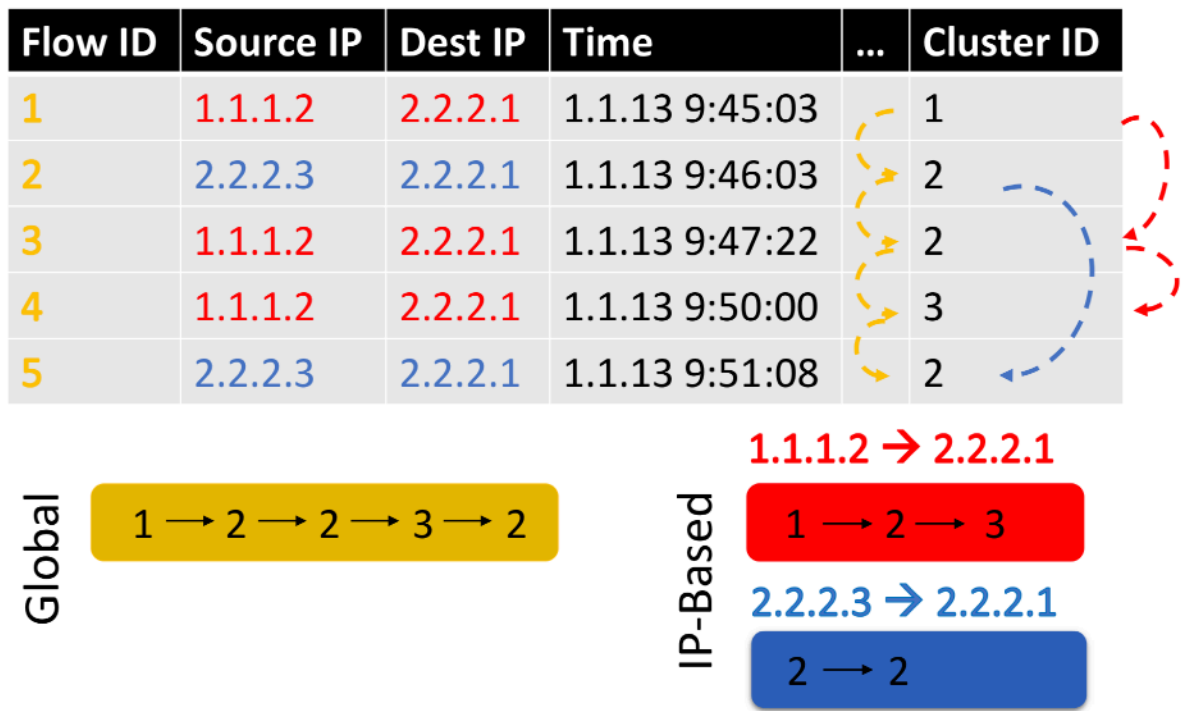 Flow ID Source IP Dest IP Time ... Cluster ID
1 1.1.1.2 2.2.2.1 1.1.13 9:45:03 1
2 2.2.2.3 2.2.2.1 1.1.13 9:46:03 2
3 1.1.1.2 2.2.2.1 1.1.13 9:47:22 2
4 1.1.1.2 2.2.2.1 1.1.13 9:50:00 3
5 2.2.2.3 2.2.2.1 1.1.13 9:51:08 2
Global
1 → 2 → 2 → 3 → 2
IP-Based
1.1.1.2 → 2.2.2.1
1 → 2 → 3
2.2.2.3 → 2.2.2.1
2 → 2